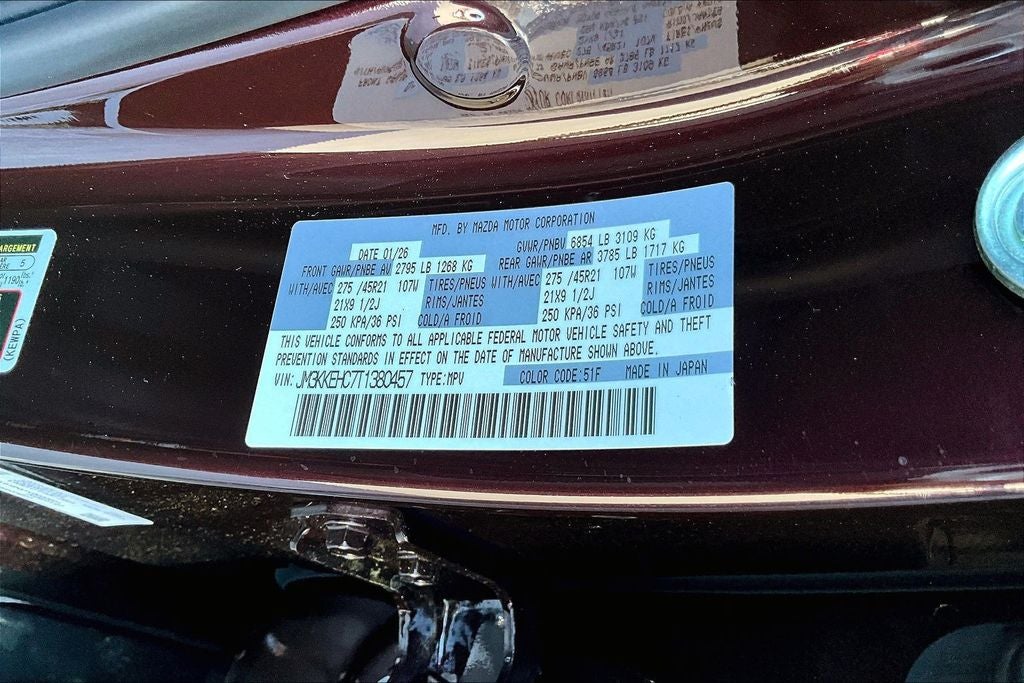 MFD. BY MAZDA MOTOR CORPORATION
DATE 01/26 GVWR/PNBV 6854 LB 3109 KG
FRONT GAWR/PNBE AV 2795 LB 1268 KG REAR GAWR/PNBE AR 3785 LB 1717 KG
WITH/AVEC 275 /45R21 107W TIRES/PNEUS WITH/AVEC 275 /45R21 107W TIRES/PNEUS
21X9 1/2J RIMS/JANTES 21X9 1/2J RIMS/JANTES
250 KPA/36 PSI COLD/A FROID 250 KPA/36 PSI COLD/A FROID
THIS VEHICLE CONFORMS TO ALL APPLICABLE FEDERAL MOTOR VEHICLE SAFETY AND THEFT
PREVENTION STANDARDS IN EFFECT ON THE DATE OF MANUFACTURE SHOWN ABOVE.
VIN: JM3KKEHC7T1380457 TYPE:MPV COLOR CODE:51F MADE IN JAPAN
ARGEMENT
5
(KEWPA)